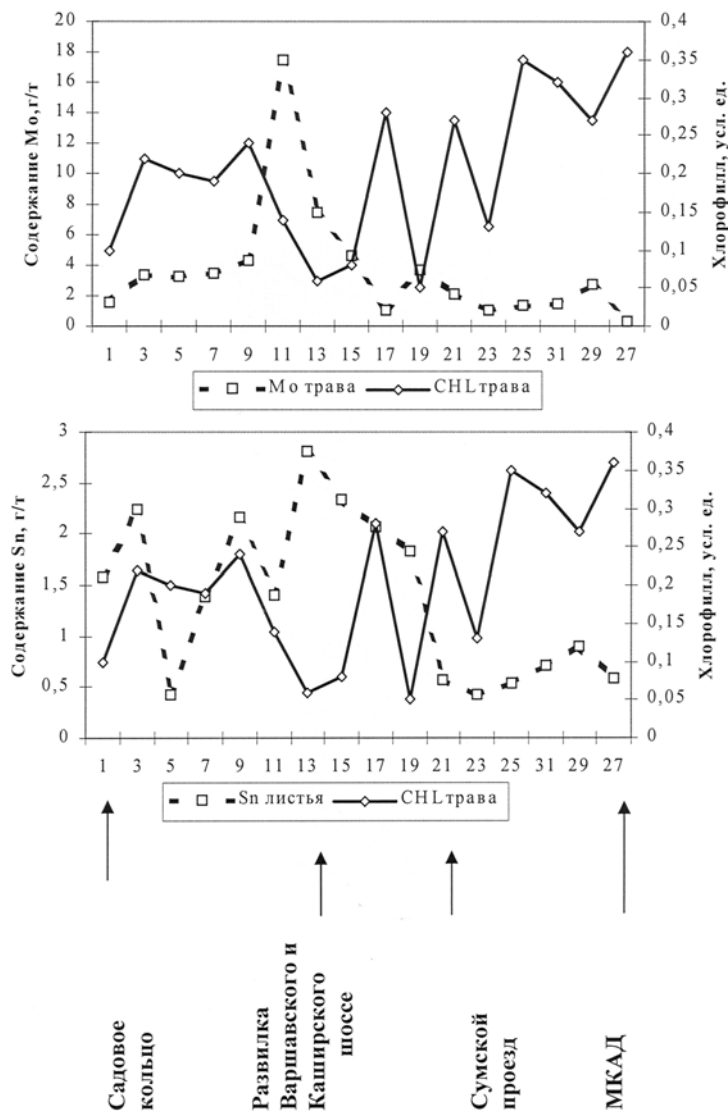 Содержание Mo,г/т
20
18
16
14
12
10
8
6
4
2
0
0,4
0,35
0,3
0,25
0,2
0,15
0,1
0,05
0
Хлорофилл, усл. ед.
1 3 5 7 9 11 13 15 17 19 21 23 25 31 29 27
Mo трава CHL трава
Содержание Sn, г/т
3
2,5
2
1,5
1
0,5
0
0,4
0,35
0,3
0,25
0,2
0,15
0,1
0,05
0
Хлорофилл, усл. ед.
1 3 5 7 9 11 13 15 17 19 21 23 25 31 29 27
Sn листья CHL трава
Садовое
кольцо
Развилка
Варшавского и
Каширского
шоссе
Сумской
проезд
МКАД